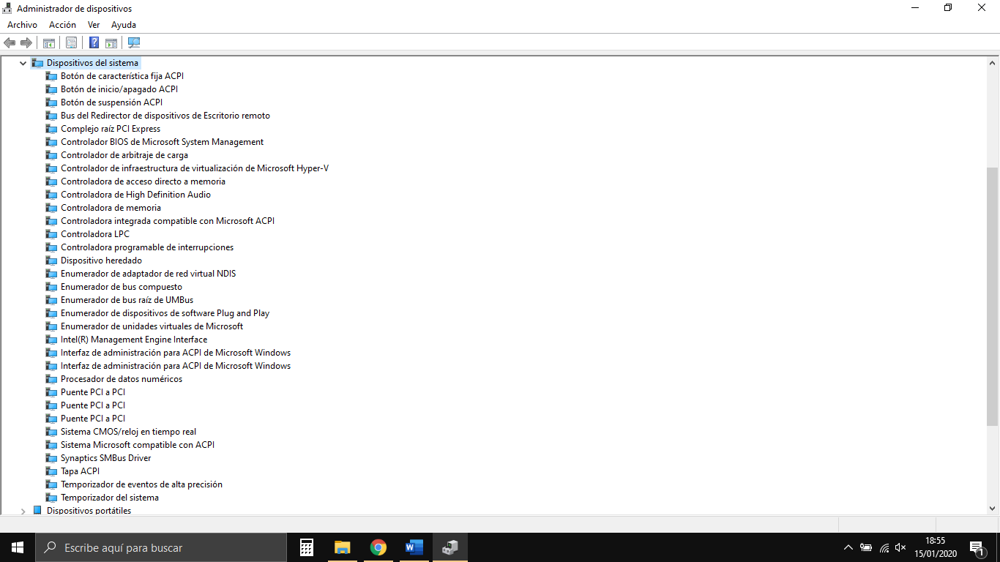 Administrador de dispositivos
Archivo Acción Ver Ayuda
Dispositivos del sistema
Botón de característica fija ACPI
Botón de inicio/apagado ACPI
Botón de suspensión ACPI
Bus del Redirector de dispositivos de Escritorio remoto
Complejo raíz PCI Express
Controlador BIOS de Microsoft System Management
Controlador de arbitraje de carga
Controlador de infraestructura de virtualización de Microsoft Hyper-V
Controladora de acceso directo a memoria
Controladora de High Definition Audio
Controladora de memoria
Controladora integrada compatible con Microsoft ACPI
Controladora LPC
Controladora programable de interrupciones
Dispositivo heredado
Enumerador de adaptador de red virtual NDIS
Enumerador de bus compuesto
Enumerador de bus raíz de UMBus
Enumerador de dispositivos de software Plug and Play
Enumerador de unidades virtuales de Microsoft
Intel(R) Management Engine Interface
Interfaz de administración para ACPI de Microsoft Windows
Interfaz de administración para ACPI de Microsoft Windows
Procesador de datos numéricos
Puente PCI a PCI
Puente PCI a PCI
Puente PCI a PCI
Sistema CMOS/reloj en tiempo real
Sistema Microsoft compatible con ACPI
Synaptics SMBus Driver
Tapa ACPI
Temporizador de eventos de alta precisión
Temporizador del sistema
Dispositivos portátiles
Escribe aquí para buscar
18:55
15/01/2020
1